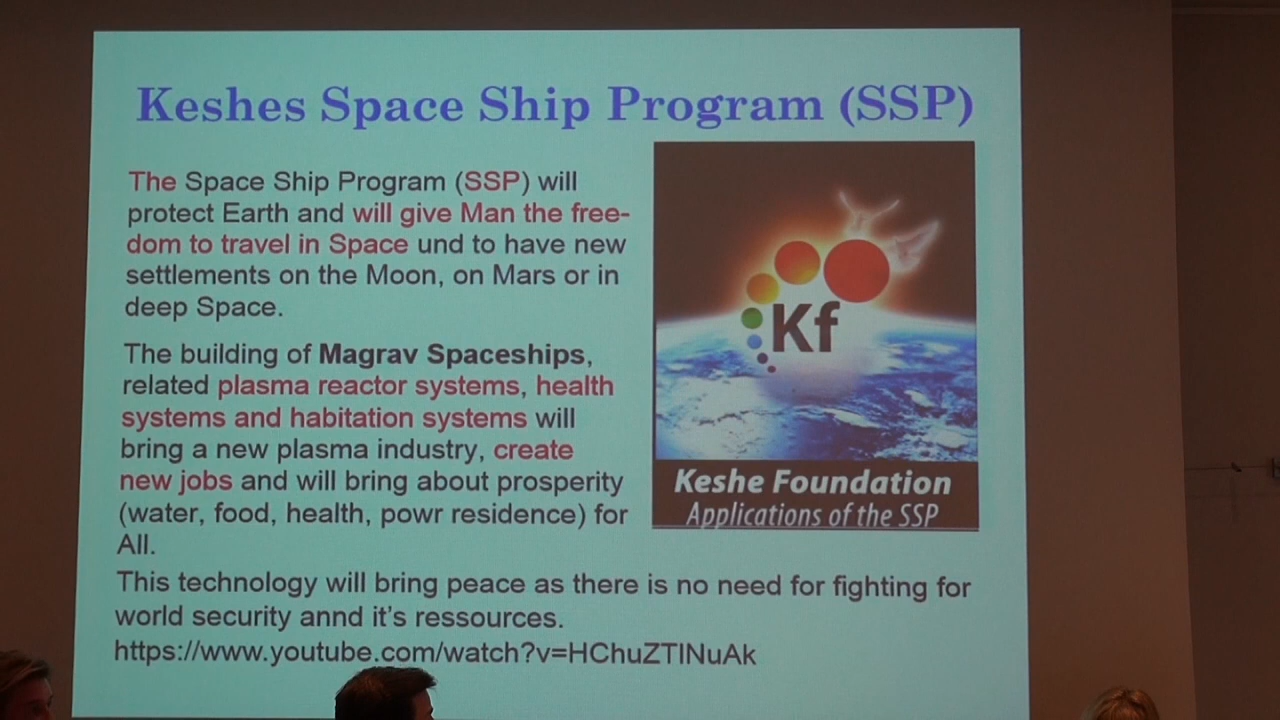 Keshes Space Ship Program (SSP)
The Space Ship Program (SSP) will
protect Earth and will give Man the free-
dom to travel in Space und to have new
settlements on the Moon, on Mars or in
deep Space.
The building of Magrav Spaceships,
related plasma reactor systems, health
systems and habitation systems will
bring a new plasma industry, create
new jobs and will bring about prosperity
(water, food, health, powr residence) for
All.
This technology will bring peace as there is no need for fighting for
world security annd it's ressources.
https://www.youtube.com/watch?v=HChuZTlNuAk
Kf
Keshe Foundation
Applications of the SSP